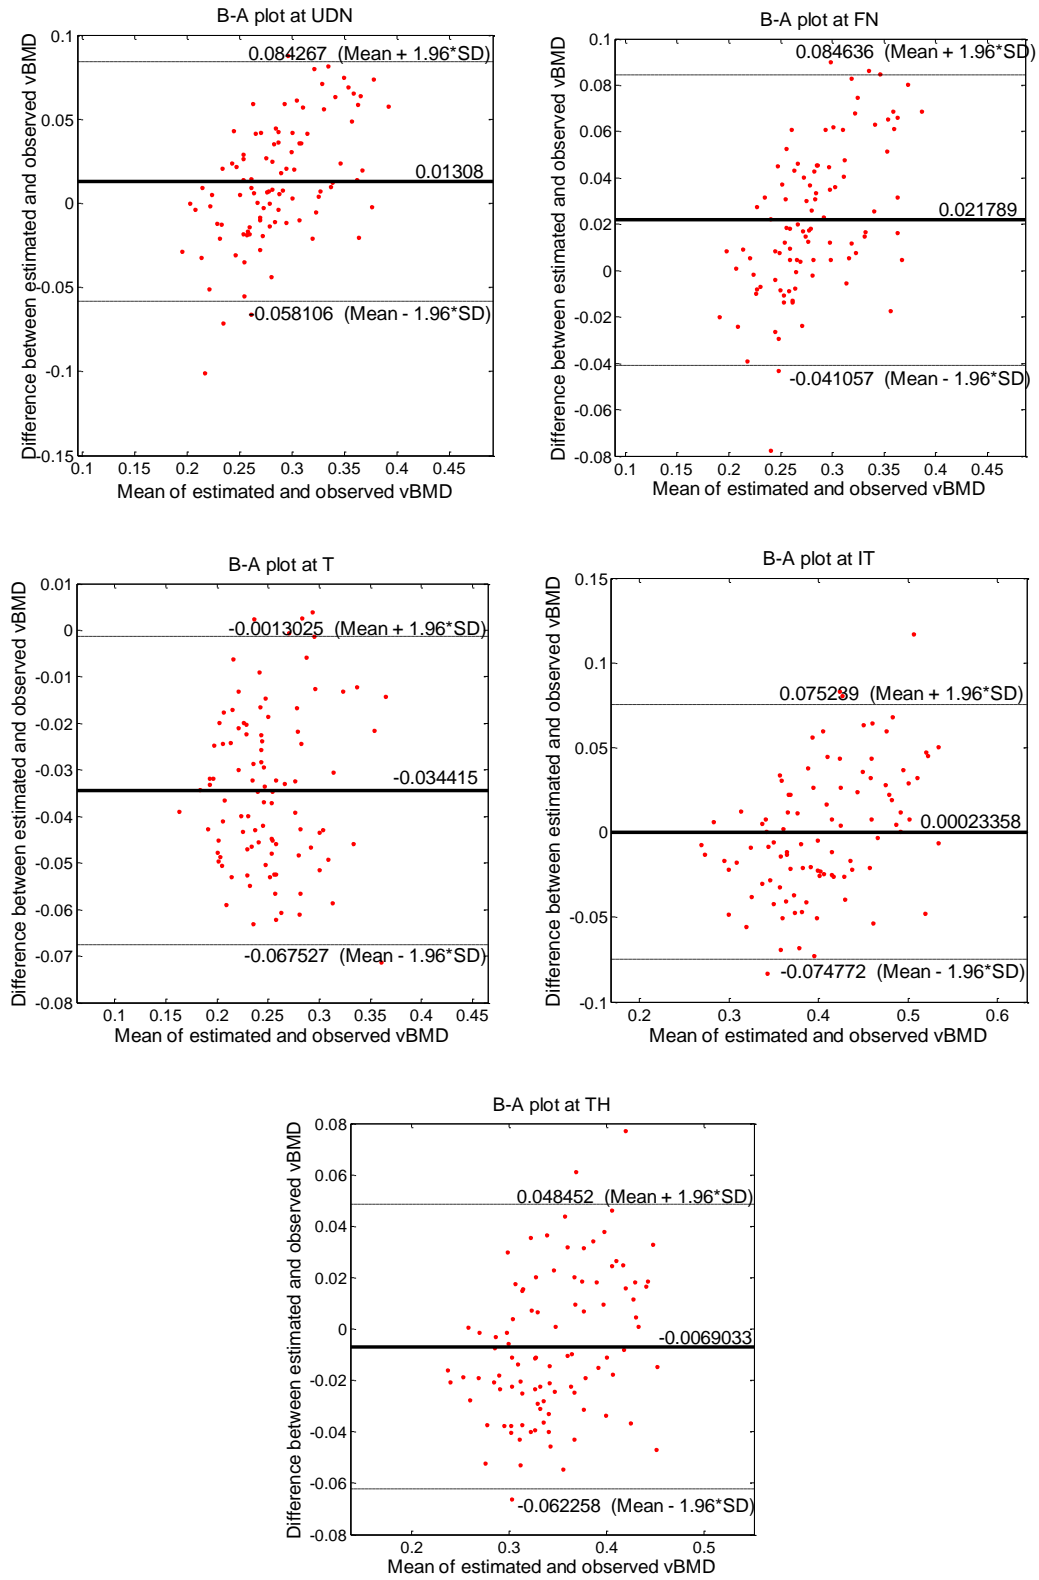 B-A plot at UDN
0.1
0.05
0
-0.05
-0.1
-0.15
0.084267 (Mean + 1.96*SD)
0.01308
-0.058106 (Mean - 1.96*SD)
0.1 0.15 0.2 0.25 0.3 0.35 0.4 0.45
Mean of estimated and observed vBMD
Difference between estimated and observed vBMD
B-A plot at FN
0.1
0.08
0.06
0.04
0.02
0
-0.02
-0.04
-0.06
-0.08
0.084636 (Mean + 1.96*SD)
0.021789
-0.041057 (Mean - 1.96*SD)
0.1 0.15 0.2 0.25 0.3 0.35 0.4 0.45
Mean of estimated and observed vBMD
Difference between estimated and observed vBMD
B-A plot at T
0.01
0
-0.01
-0.02
-0.03
-0.04
-0.05
-0.06
-0.07
-0.08
-0.0013025 (Mean + 1.96*SD)
-0.034415
-0.067527 (Mean - 1.96*SD)
0.1 0.15 0.2 0.25 0.3 0.35 0.4 0.45
Mean of estimated and observed vBMD
Difference between estimated and observed vBMD
B-A plot at IT
0.15
0.1
0.05
0
-0.05
-0.1
0.075239 (Mean + 1.96*SD)
0.00023358
-0.074772 (Mean - 1.96*SD)
0.2 0.3 0.4 0.5 0.6
Mean of estimated and observed vBMD
Difference between estimated and observed vBMD
B-A plot at TH
0.08
0.06
0.04
0.02
0
-0.02
-0.04
-0.06
-0.08
0.048452 (Mean + 1.96*SD)
-0.0069033
-0.062258 (Mean - 1.96*SD)
0.2 0.3 0.4 0.5
Mean of estimated and observed vBMD
Difference between estimated and observed vBMD